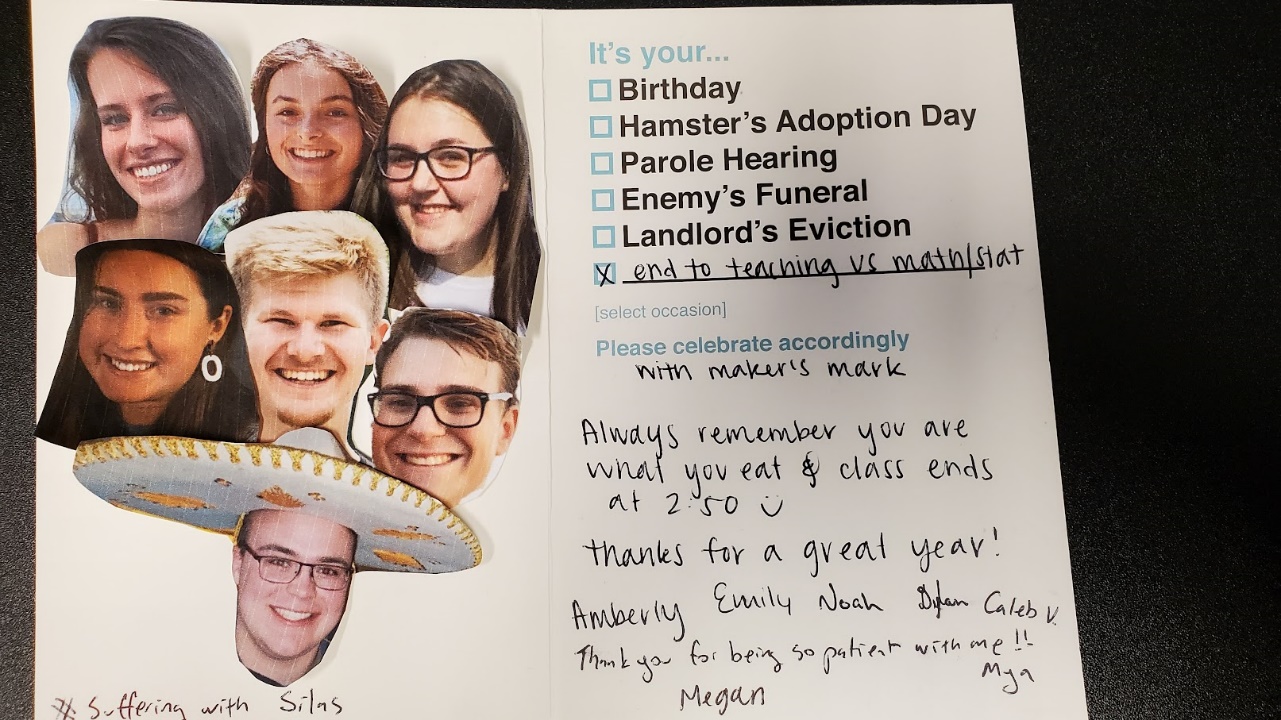 It's your...
Birthday
Hamster's Adoption Day
Parole Hearing
Enemy's Funeral
Landlord's Eviction
X end to teaching vs math/stat
[select occasion]
Please celebrate accordingly
with maker's mark
Always remember you are
what you eat & class ends
at 2:50
thanks for a great year!
Amberly Emily Noah Dylan Caleb V.
Thank you for being so patient with me!!
Mya
Megan
# Suffering with Silas